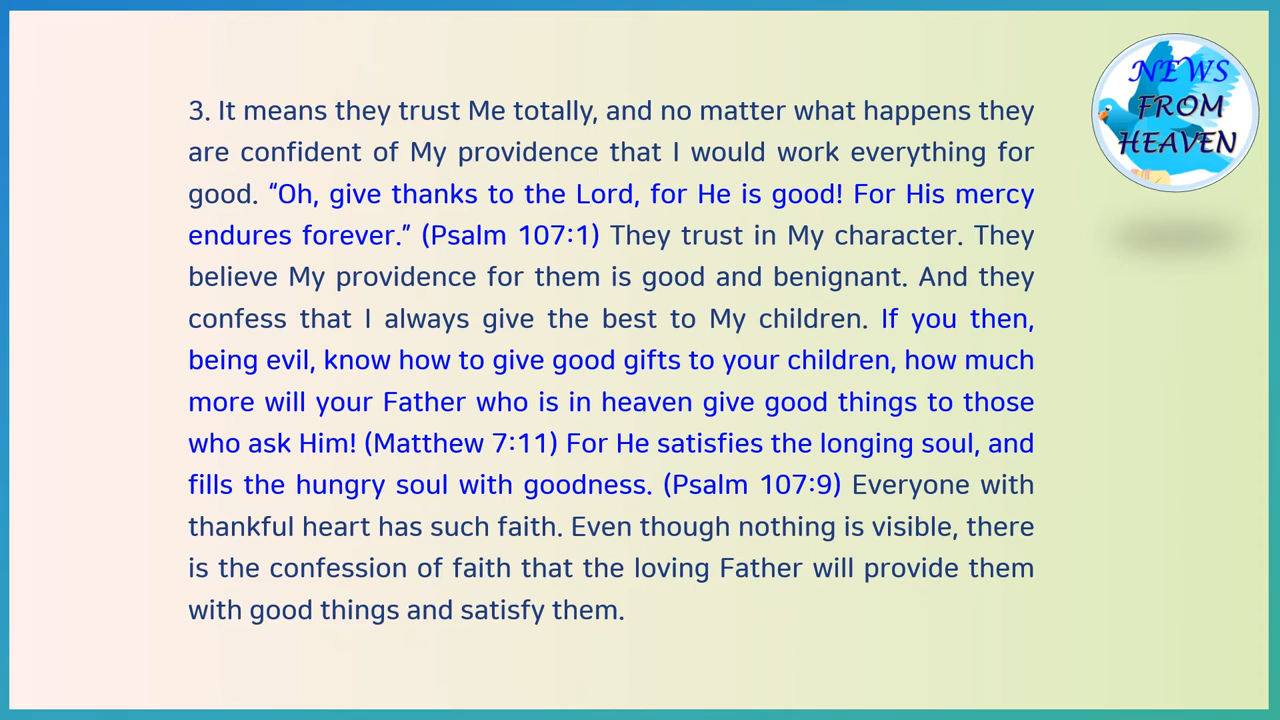 NEWS
FROM
HEAVEN
3. It means they trust Me totally, and no matter what happens they
are confident of My providence that I would work everything for
good. “Oh, give thanks to the Lord, for He is good! For His mercy
endures forever.” (Psalm 107:1) They trust in My character. They
believe My providence for them is good and benignant. And they
confess that I always give the best to My children. If you then,
being evil, know how to give good gifts to your children, how much
more will your Father who is in heaven give good things to those
who ask Him! (Matthew 7:11) For He satisfies the longing soul, and
fills the hungry soul with goodness. (Psalm 107:9) Everyone with
thankful heart has such faith. Even though nothing is visible, there
is the confession of faith that the loving Father will provide them
with good things and satisfy them.